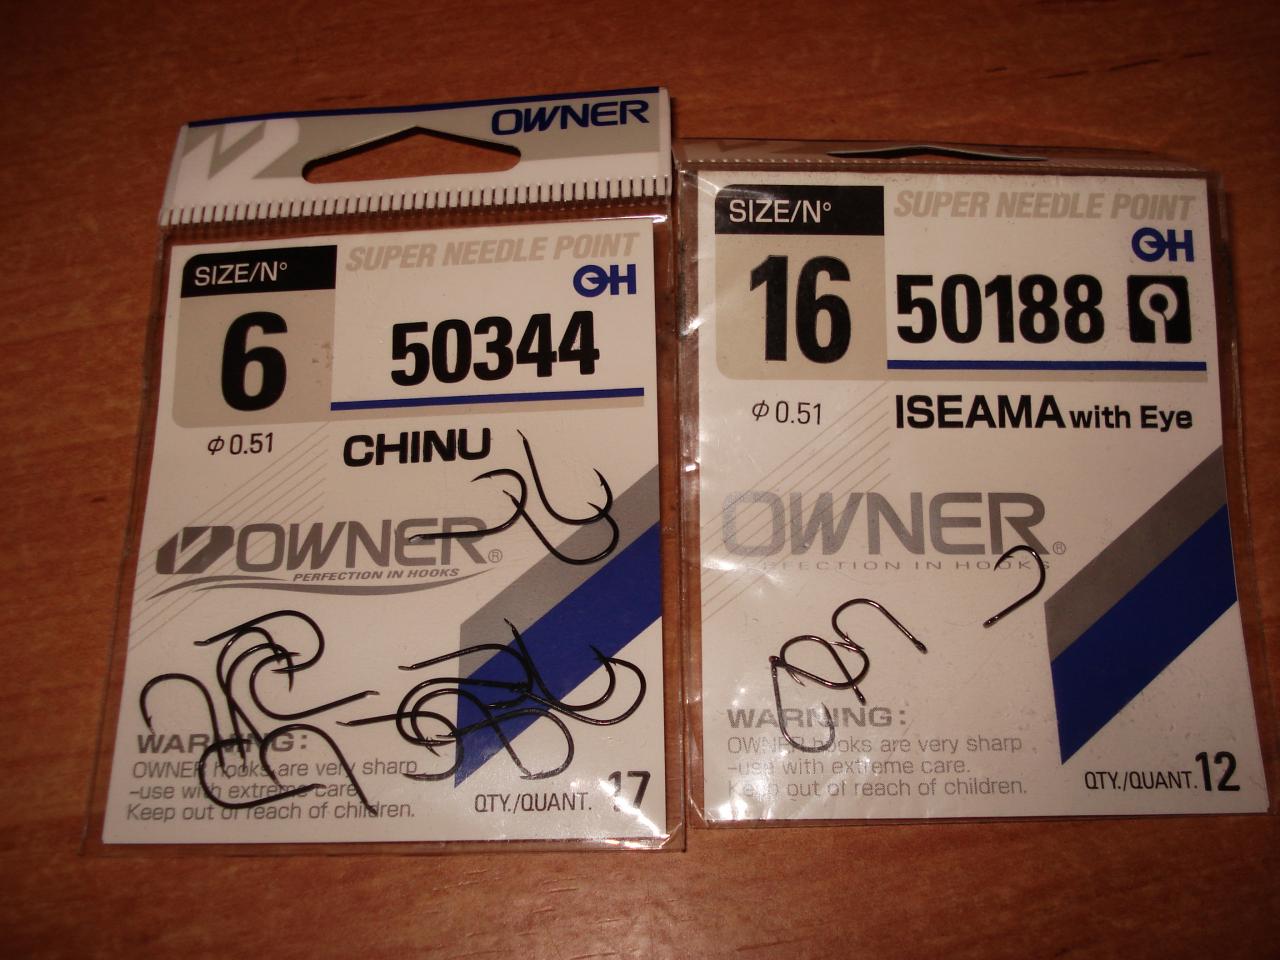 OWNER
SIZE/N°
SUPER NEEDLE POINT
6
50344
φ 0.51
CHINU
OWNER®
PERFECTION IN HOOKS
WARNING:
OWNER hooks are very sharp
-use with extreme care.
Keep out of reach of children.
QTY./QUANT. 17
SIZE/N°
SUPER NEEDLE POINT
16
50188
φ 0.51
ISEAMA with Eye
OWNER®
PERFECTION IN HOOKS
WARNING:
OWNER hooks are very sharp
-use with extreme care.
Keep out of reach of children.
QTY./QUANT. 12